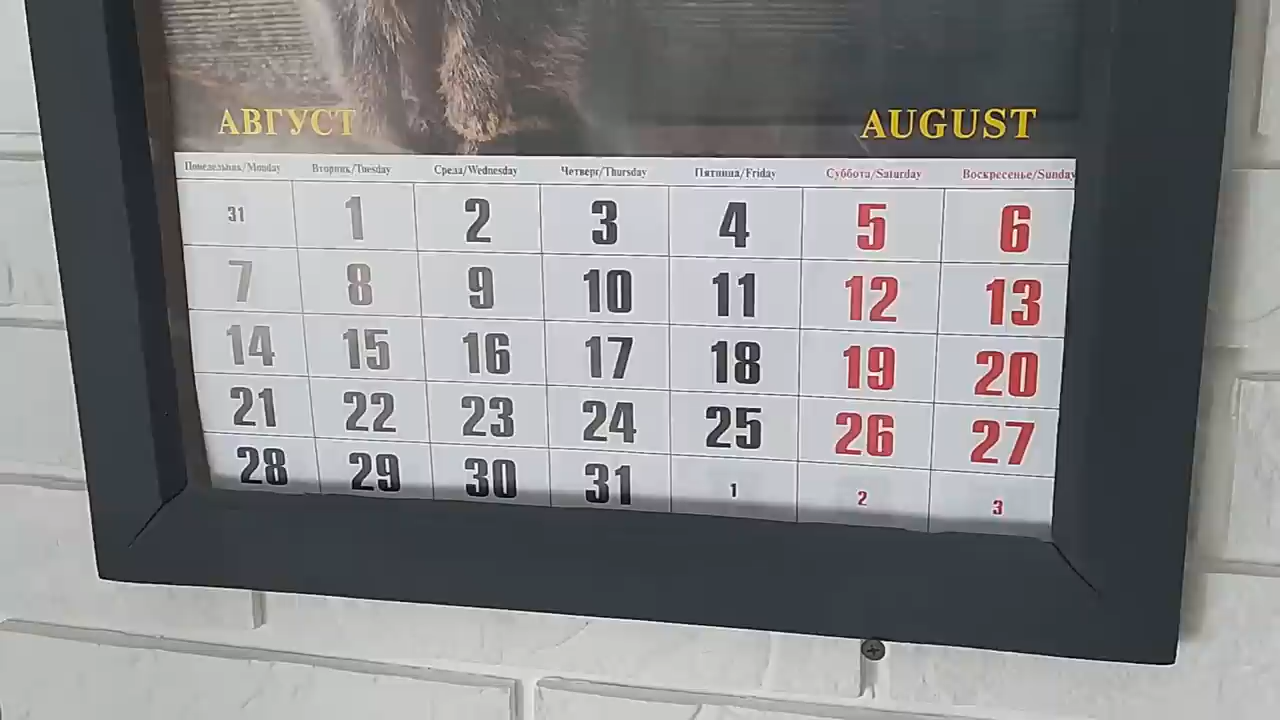 АВГУСТ AUGUST
Понедельник/Monday Вторник/Tuesday Среда/Wednesday Четверг/Thursday Пятница/Friday Суббота/Saturday Воскресенье/Sunday
31 1 2 3 4 5 6
7 8 9 10 11 12 13
14 15 16 17 18 19 20
21 22 23 24 25 26 27
28 29 30 31 1 2 3